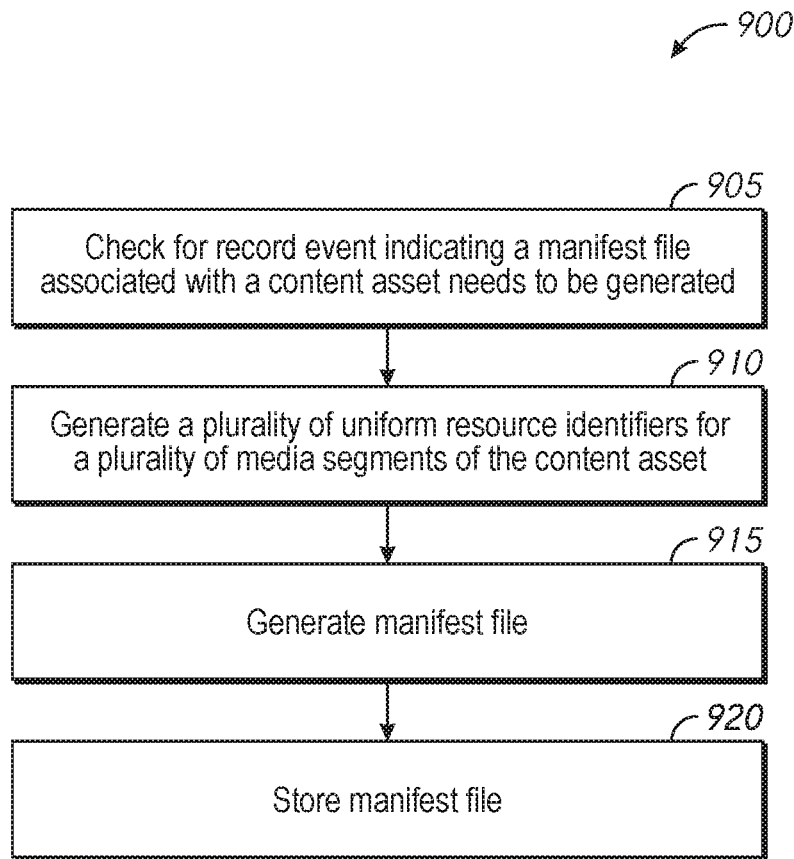 900
905
Check for record event indicating a manifest file
associated with a content asset needs to be generated
910
Generate a plurality of uniform resource identifiers for
a plurality of media segments of the content asset
915
Generate manifest file
920
Store manifest file